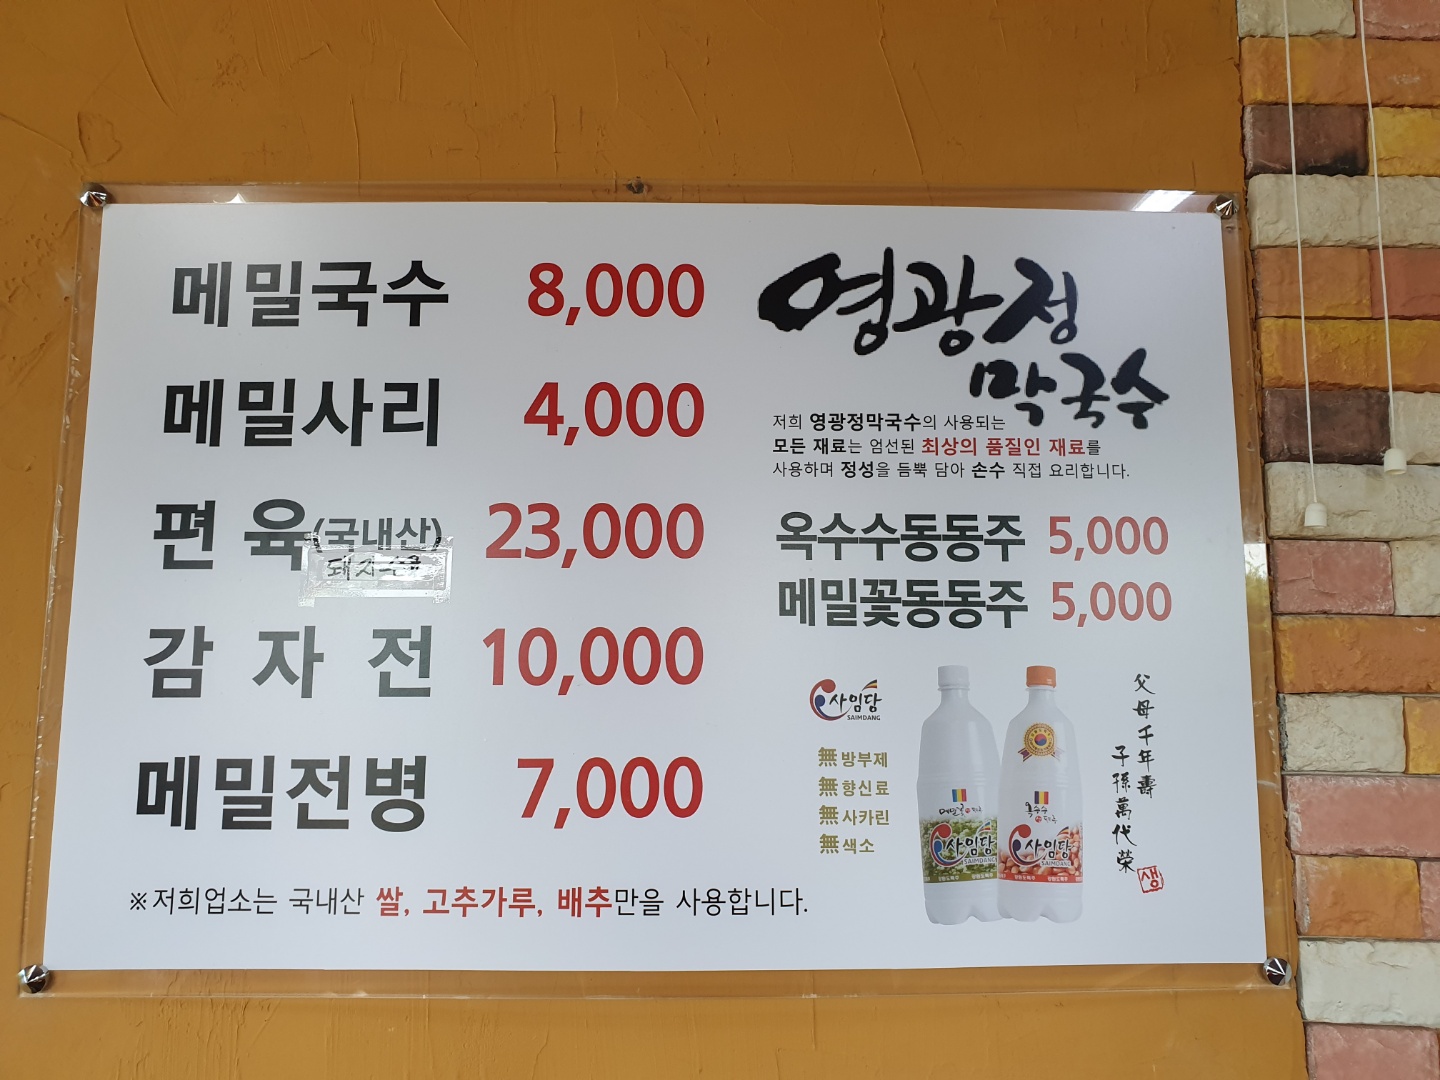 메밀국수 8,000
메밀사리 4,000
편 육(국내산) 23,000
감 자 전 10,000
메밀전병 7,000
※저희업소는 국내산 쌀, 고추가루, 배추만을 사용합니다.
영광정
막국수
저희 영광정막국수의 사용되는
모든 재료는 엄선된 최상의 품질인 재료를
사용하며 정성을 듬뿍 담아 손수 직접 요리합니다.
옥수수동동주 5,000
메밀꽃동동주 5,000
사임당
SAIMDANG
無방부제
無향신료
無사카린
無색소
사임당
SAIMDANG
옥수수
사임당
SAIMDANG
父母千年壽
子孫萬代榮
생